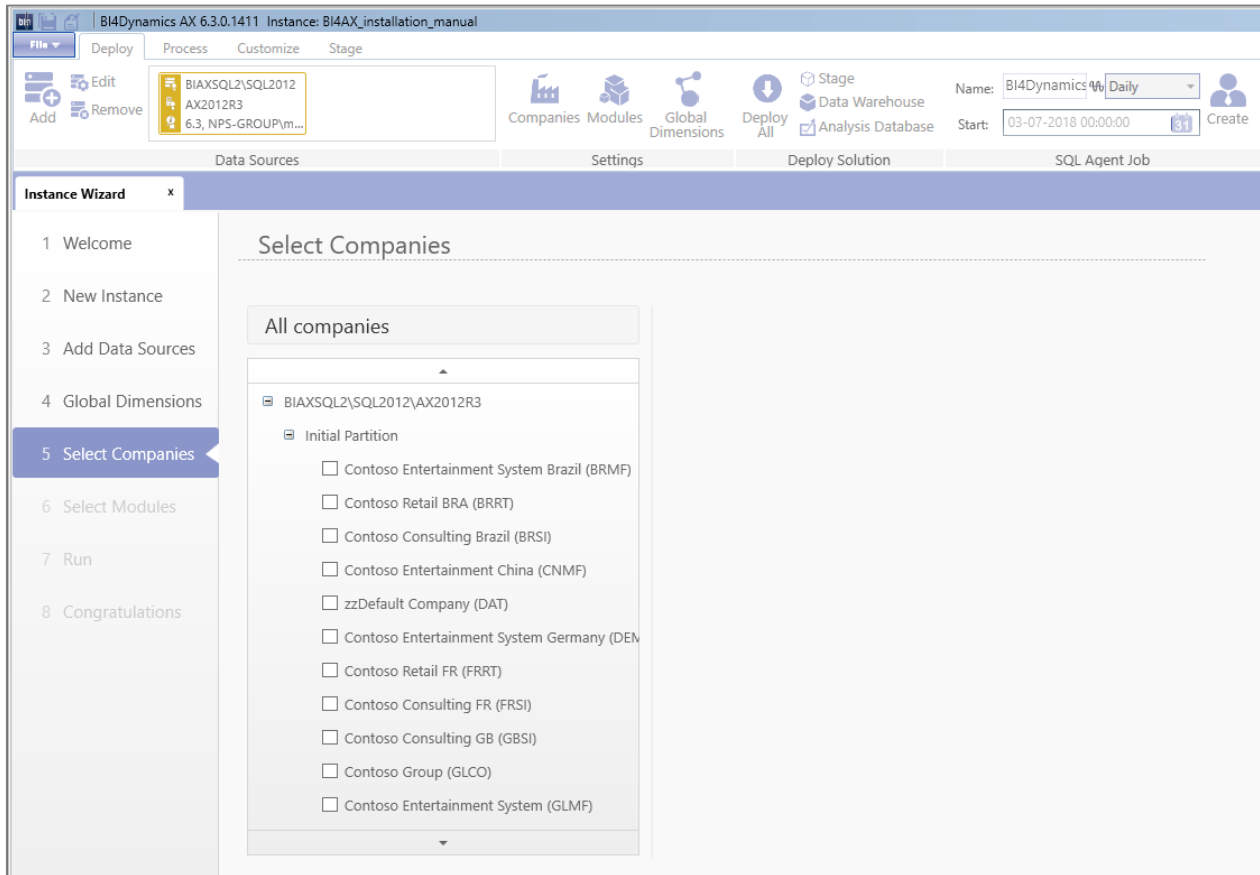 BI4Dynamics AX 6.3.0.1411 Instance: BI4AX_installation_manual
File Deploy Process Customize Stage
Add
Edit
Remove
BIAXSQL2\SQL2012
AX2012R3
6.3, NPS-GROUP\m...
Companies Modules Global Dimensions
Deploy All
Stage
Data Warehouse
Analysis Database
Name: BI4Dynamics Daily
Start: 03-07-2018 00:00:00 31
Create
Data Sources Settings Deploy Solution SQL Agent Job
Instance Wizard x
1 Welcome
2 New Instance
3 Add Data Sources
4 Global Dimensions
5 Select Companies
6 Select Modules
7 Run
8 Congratulations
Select Companies
All companies
BIAXSQL2\SQL2012\AX2012R3
Initial Partition
Contoso Entertainment System Brazil (BRMF)
Contoso Retail BRA (BRRT)
Contoso Consulting Brazil (BRSI)
Contoso Entertainment China (CNMF)
zzDefault Company (DAT)
Contoso Entertainment System Germany (DEM
Contoso Retail FR (FRRT)
Contoso Consulting FR (FRSI)
Contoso Consulting GB (GBSI)
Contoso Group (GLCO)
Contoso Entertainment System (GLMF)